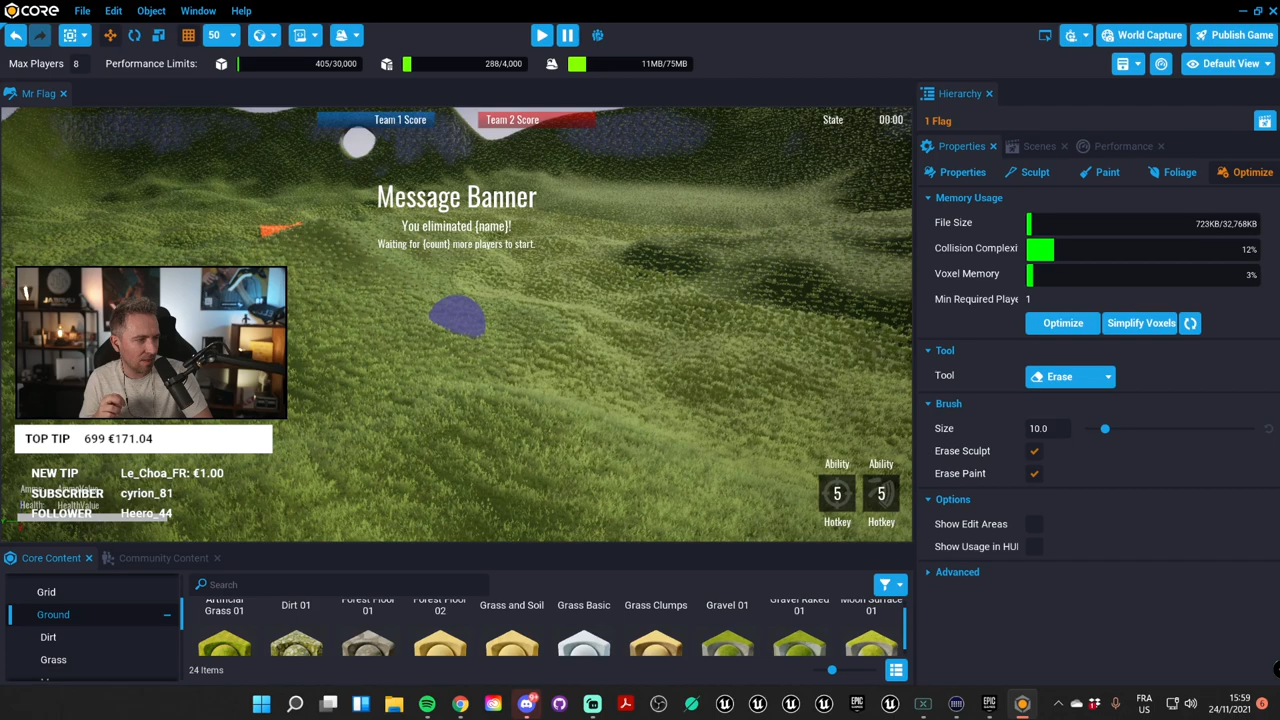 CORE File Edit Object Window Help
50 World Capture Publish Game
Max Players 8 Performance Limits: 405/30,000 288/4,000 11MB/75MB Default View
Mr Flag Hierarchy
Team 1 Score Team 2 Score State 00:00
1 Flag
Properties Scenes Performance
Properties Sculpt Paint Foliage Optimize
Memory Usage
File Size 723KB/32,768KB
Collision Complexi 12%
Voxel Memory 3%
Min Required Playe 1
Optimize Simplify Voxels
Tool
Tool Erase
Brush
Size 10.0
Erase Sculpt
Erase Paint
Options
Show Edit Areas
Show Usage in HUI
Advanced
Message Banner
You eliminated {name}!
Waiting for {count} more players to start.
TOP TIP 699 €171.04
NEW TIP Le_Choa_FR: €1.00
SUBSCRIBER cyrion_81
FOLLOWER Heero_44
Ability Ability
5 5
Hotkey Hotkey
Core Content Community Content
Search
Grid
Ground
Dirt
Grass
Artificial Grass 01
Dirt 01
Forest Floor 01
Forest Floor 02
Grass and Soil
Grass Basic
Grass Clumps
Gravel 01
Gravel Raked 01
Moon Surface 01
24 Items
FRA US
15:59
24/11/2021
6